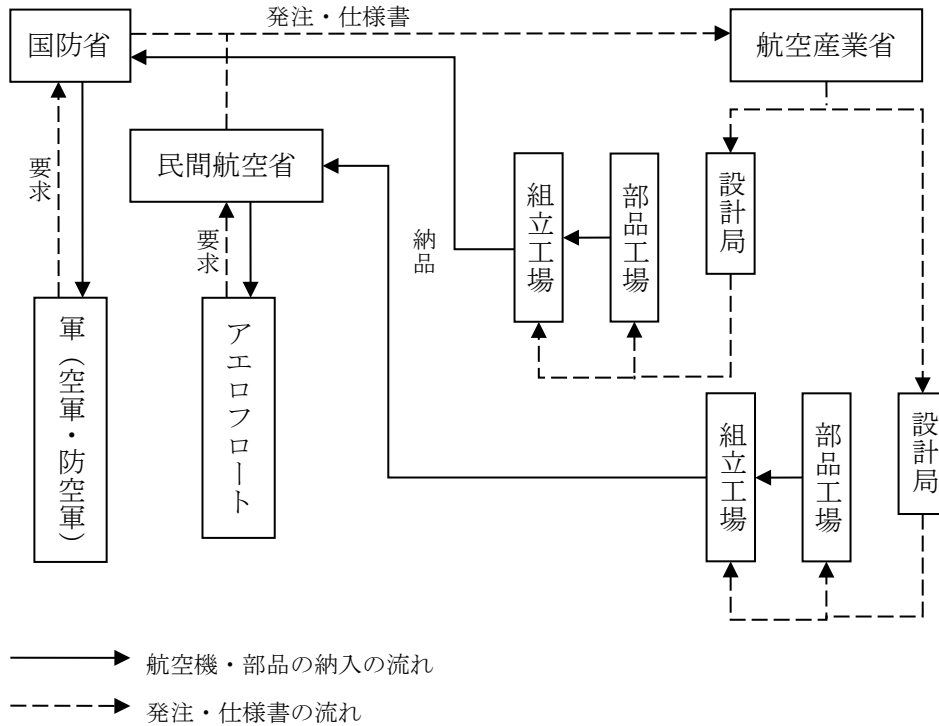 発注・仕様書
国防省
航空産業省
民間航空省
要求
要求
納品
組立工場
部品工場
設計局
軍（空軍・防空軍）
アエロフロート
組立工場
部品工場
設計局
航空機・部品の納入の流れ
発注・仕様書の流れ